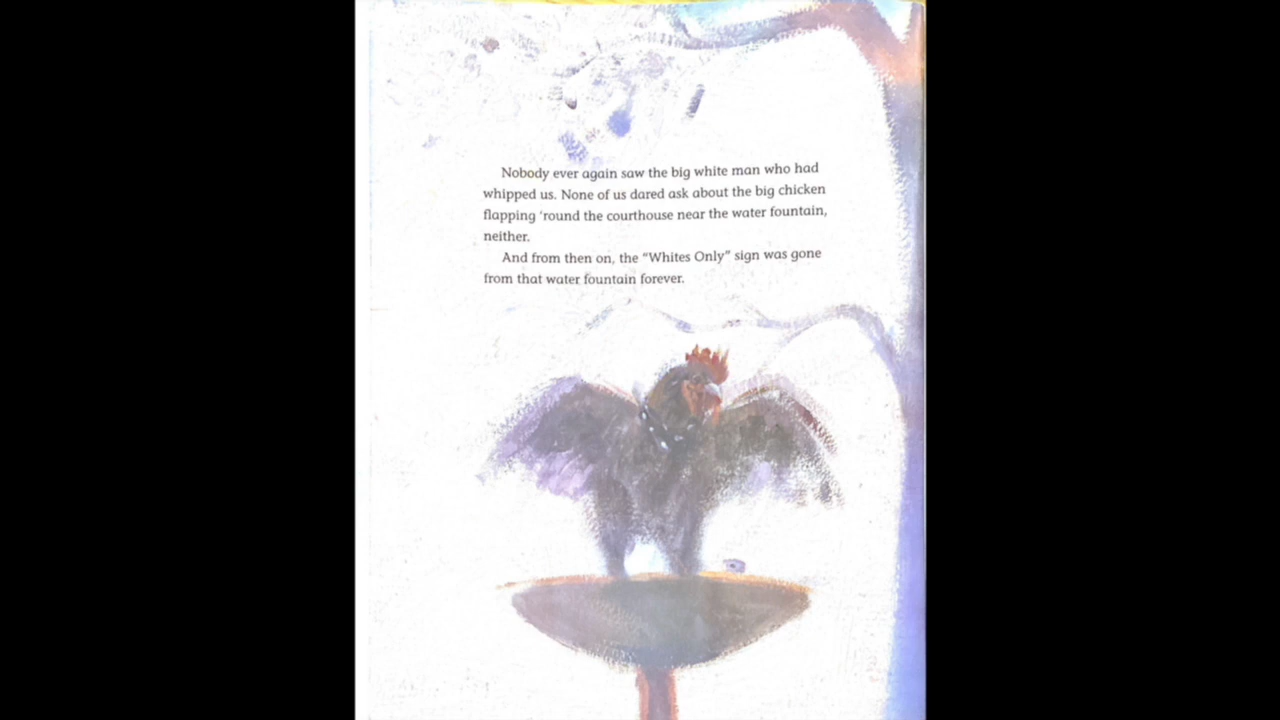 Nobody ever again saw the big white man who had
whipped us. None of us dared ask about the big chicken
flapping ‘round the courthouse near the water fountain,
neither.
And from then on, the “Whites Only” sign was gone
from that water fountain forever.